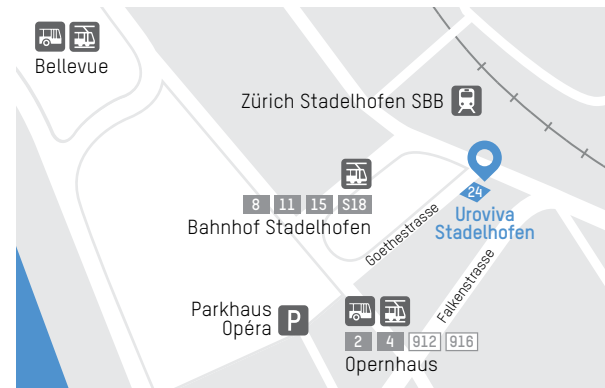 Bellevue
Zürich Stadelhofen SBB
24
Uroviva
Stadelhofen
8 11 15 S18
Bahnhof Stadelhofen
Goethestrasse
Falkenstrasse
Parkhaus
Opéra
P
2 4 912 916
Opernhaus